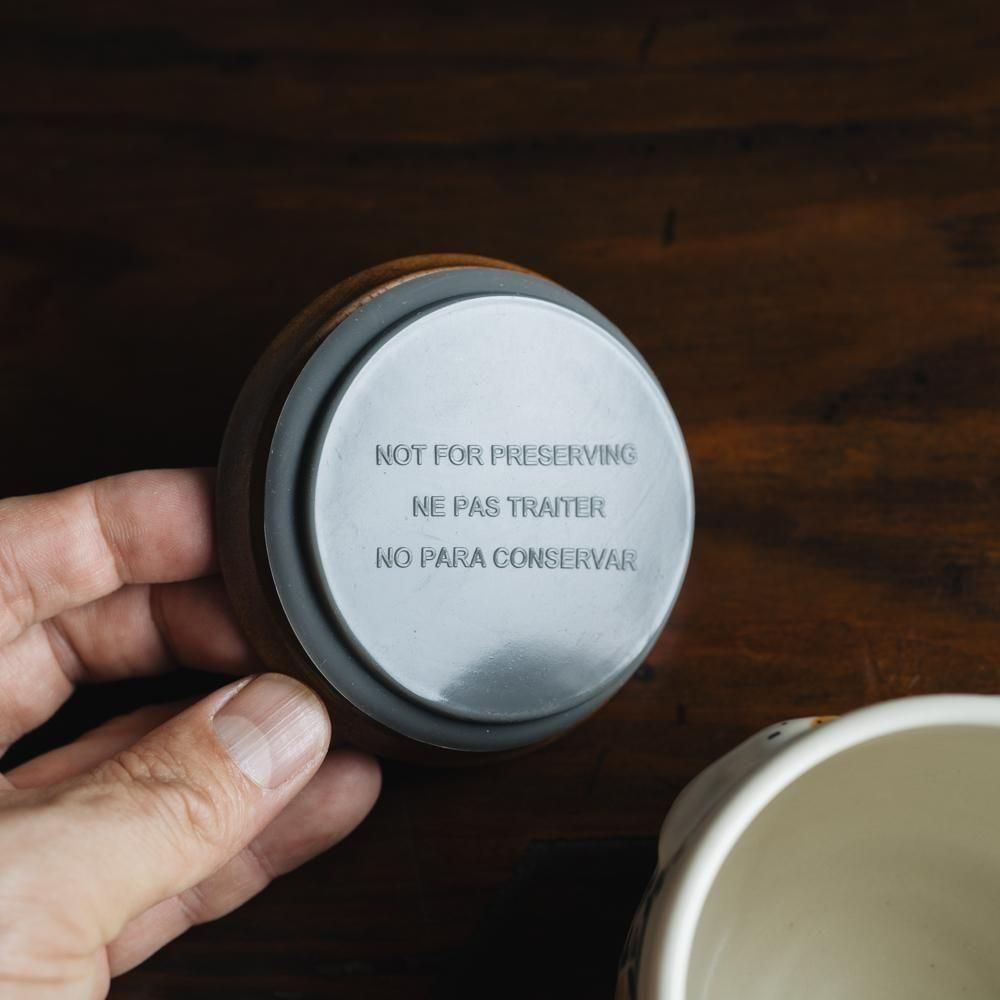 NOT FOR PRESERVING
NE PAS TRAITER
NO PARA CONSERVAR